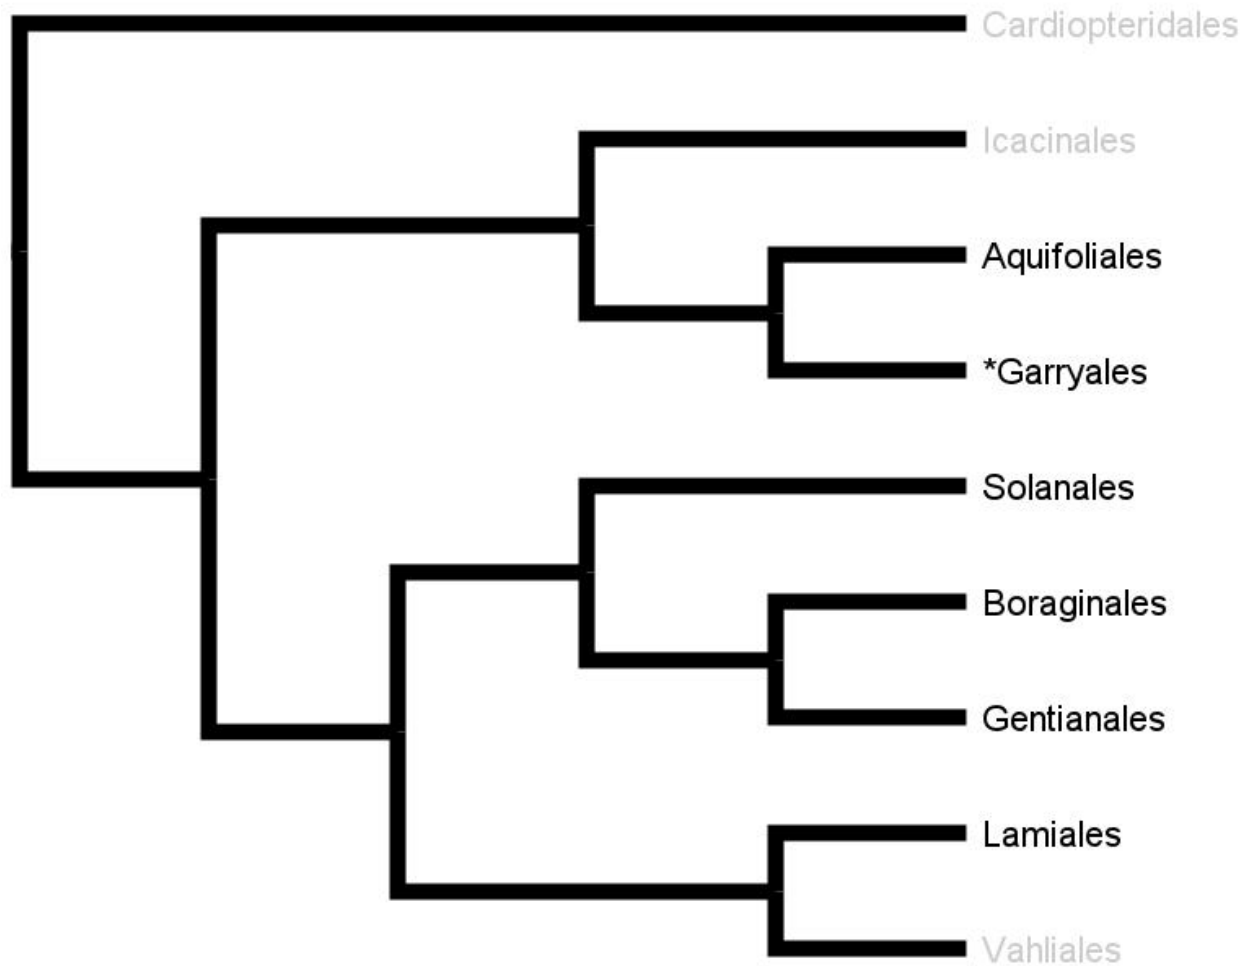 Cardiopteridales
Icacinales
Aquifoliales
*Garryales
Solanales
Boraginales
Gentianales
Lamiales
Vahliales